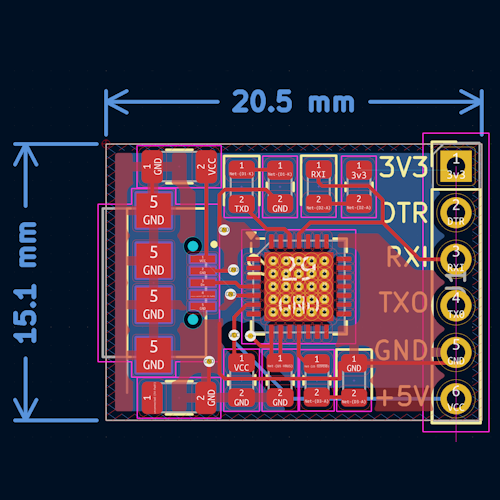 20.5 mm
15.1 mm
1 GND
2 VCC
1
1
1 RXI
1 3v3
2 TXD
2 GND
2
2
3V3
DTR
RXI
TXO
GND
+5V
1 3v3
2 DTR
3 RXI
4 TXO
5 GND
6 VCC
5 GND
5 GND
5 GND
5 GND
29
GND
1 VCC
1
1
1 GND
2 GND
2 GND
2
2
1
2 GND